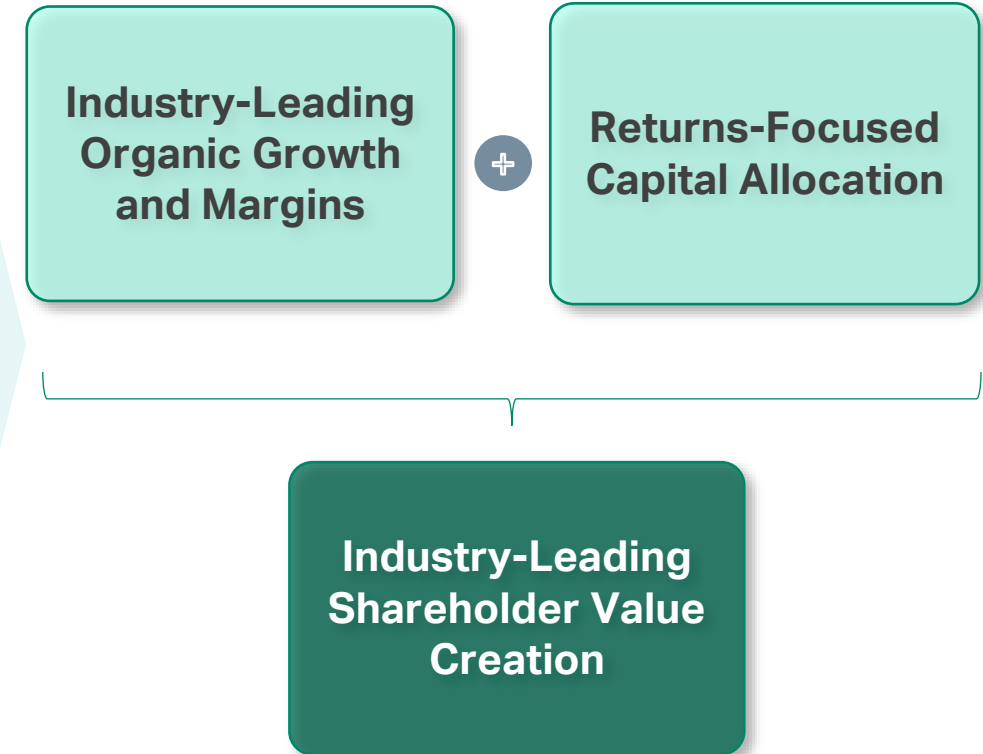 Industry-Leading
Organic Growth
and Margins
+
Returns-Focused
Capital Allocation
Industry-Leading
Shareholder Value
Creation